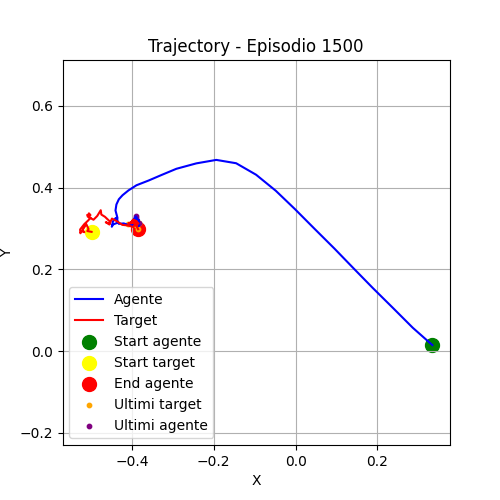 Trajectory - Episodio 1500
Y
0.6
0.4
0.2
0.0
−0.2
Agente
Target
Start agente
Start target
End agente
Ultimi target
Ultimi agente
−0.4
−0.2
0.0
0.2
X